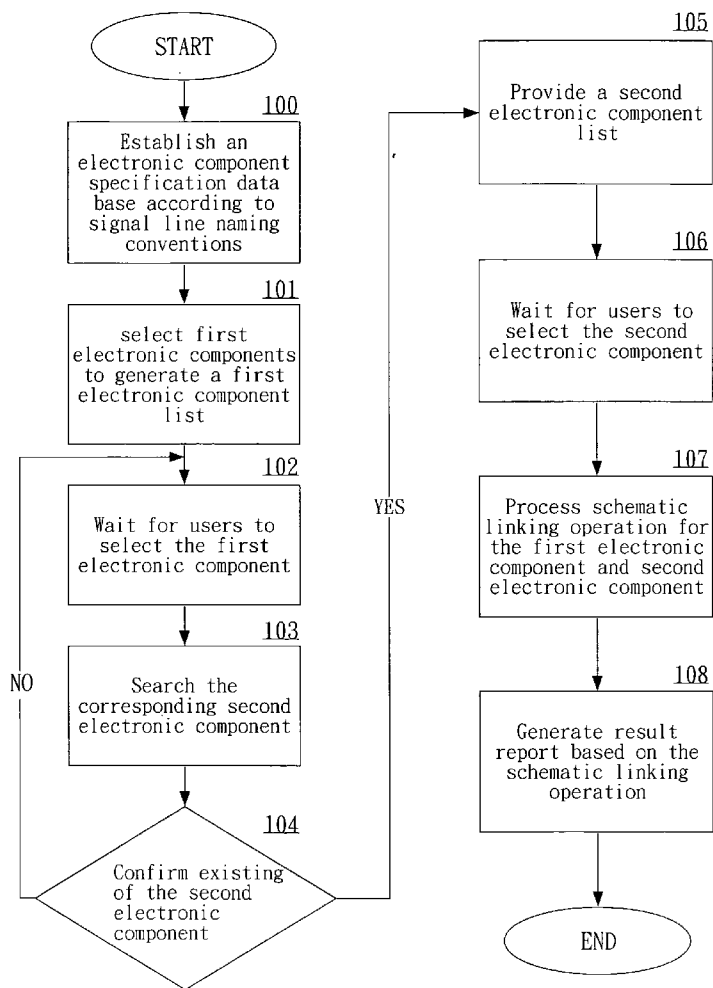 START
100
Establish an
electronic component
specification data
base according to
signal line naming
conventions
101
select first
electronic components
to generate a first
electronic component
list
102
Wait for users to
select the first
electronic component
103
Search the
corresponding second
electronic component
NO
104
Confirm existing
of the second
electronic
component
YES
105
Provide a second
electronic component
list
106
Wait for users to
select the second
electronic component
107
Process schematic
linking operation for
the first electronic
component and second
electronic component
108
Generate result
report based on the
schematic linking
operation
END